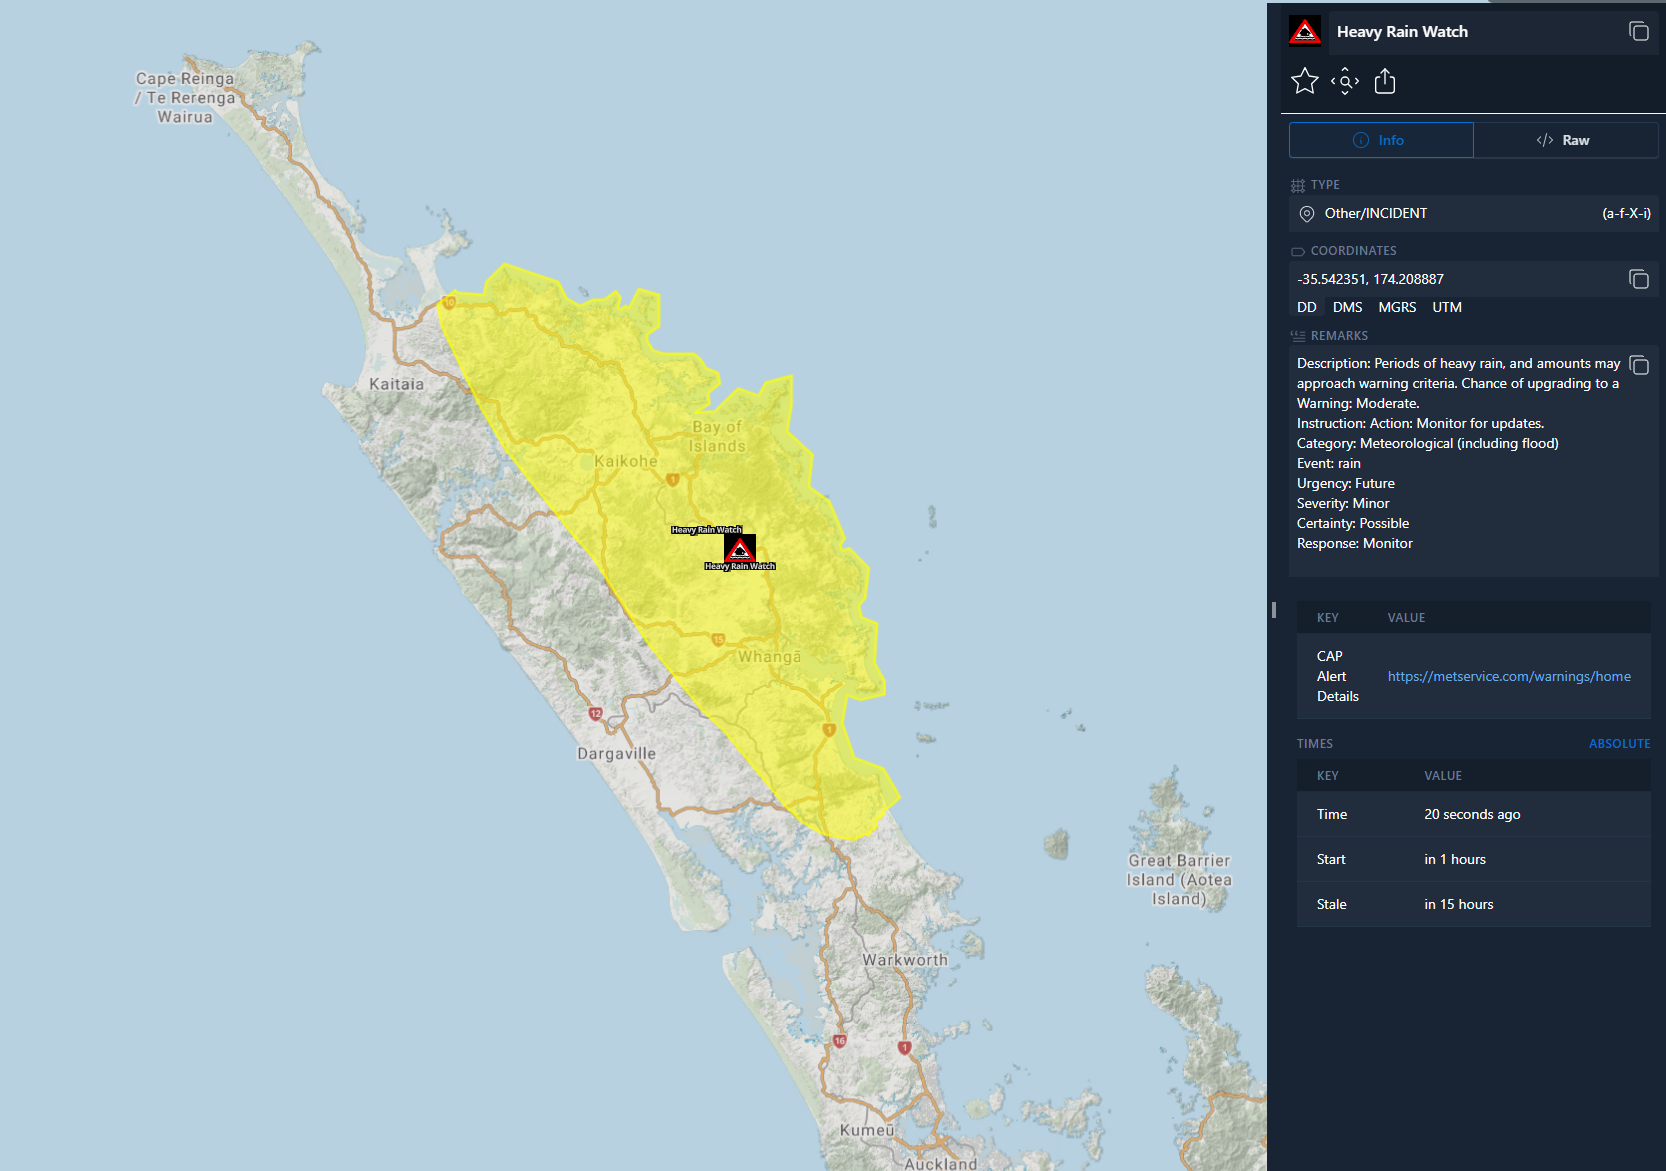 Cape Reinga
/ Te Rerenga
Wairua
10
Kaitaia
Bay of
Islands
Kaikohe
1
Heavy Rain Watch
Heavy Rain Watch
15
Whangā
12
1
Dargaville
Great Barrier
Island (Aotea
Island)
Warkworth
16
1
Kumeū
Auckland
Heavy Rain Watch
Info
</> Raw
TYPE
Other/INCIDENT (a-f-X-i)
COORDINATES
-35.542351, 174.208887
DD DMS MGRS UTM
REMARKS
Description: Periods of heavy rain, and amounts may
approach warning criteria. Chance of upgrading to a
Warning: Moderate.
Instruction: Action: Monitor for updates.
Category: Meteorological (including flood)
Event: rain
Urgency: Future
Severity: Minor
Certainty: Possible
Response: Monitor
KEY VALUE
CAP
Alert
Details
https://metservice.com/warnings/home
TIMES ABSOLUTE
KEY VALUE
Time 20 seconds ago
Start in 1 hours
Stale in 15 hours